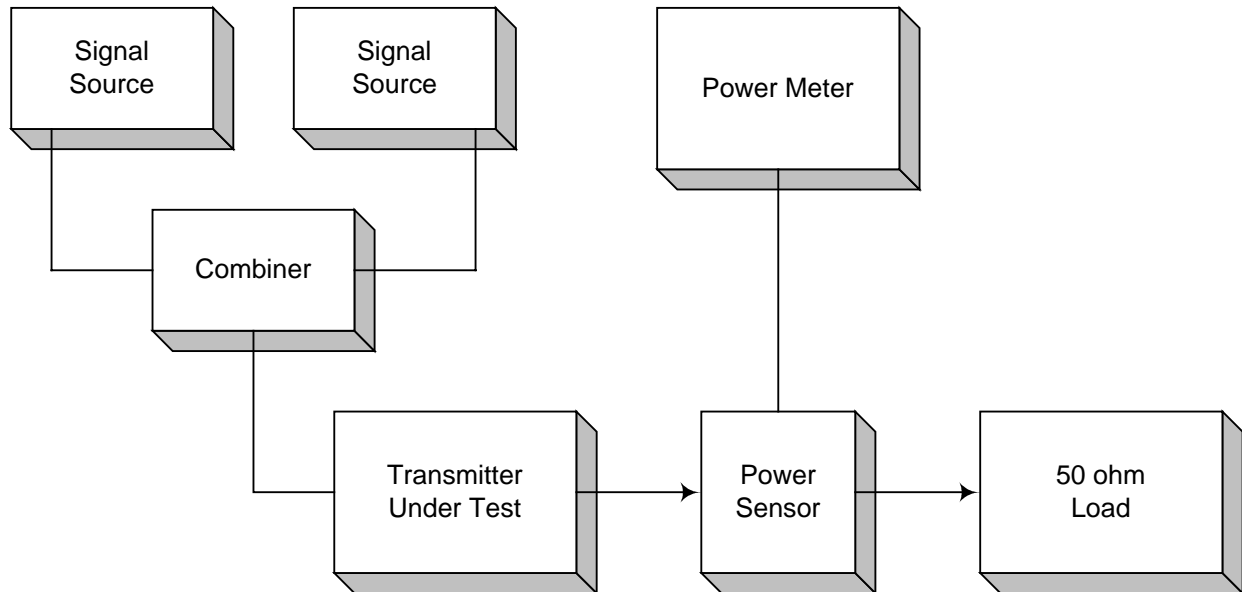 Signal
Source
Signal
Source
Power Meter
Combiner
Transmitter
Under Test
Power
Sensor
50 ohm
Load